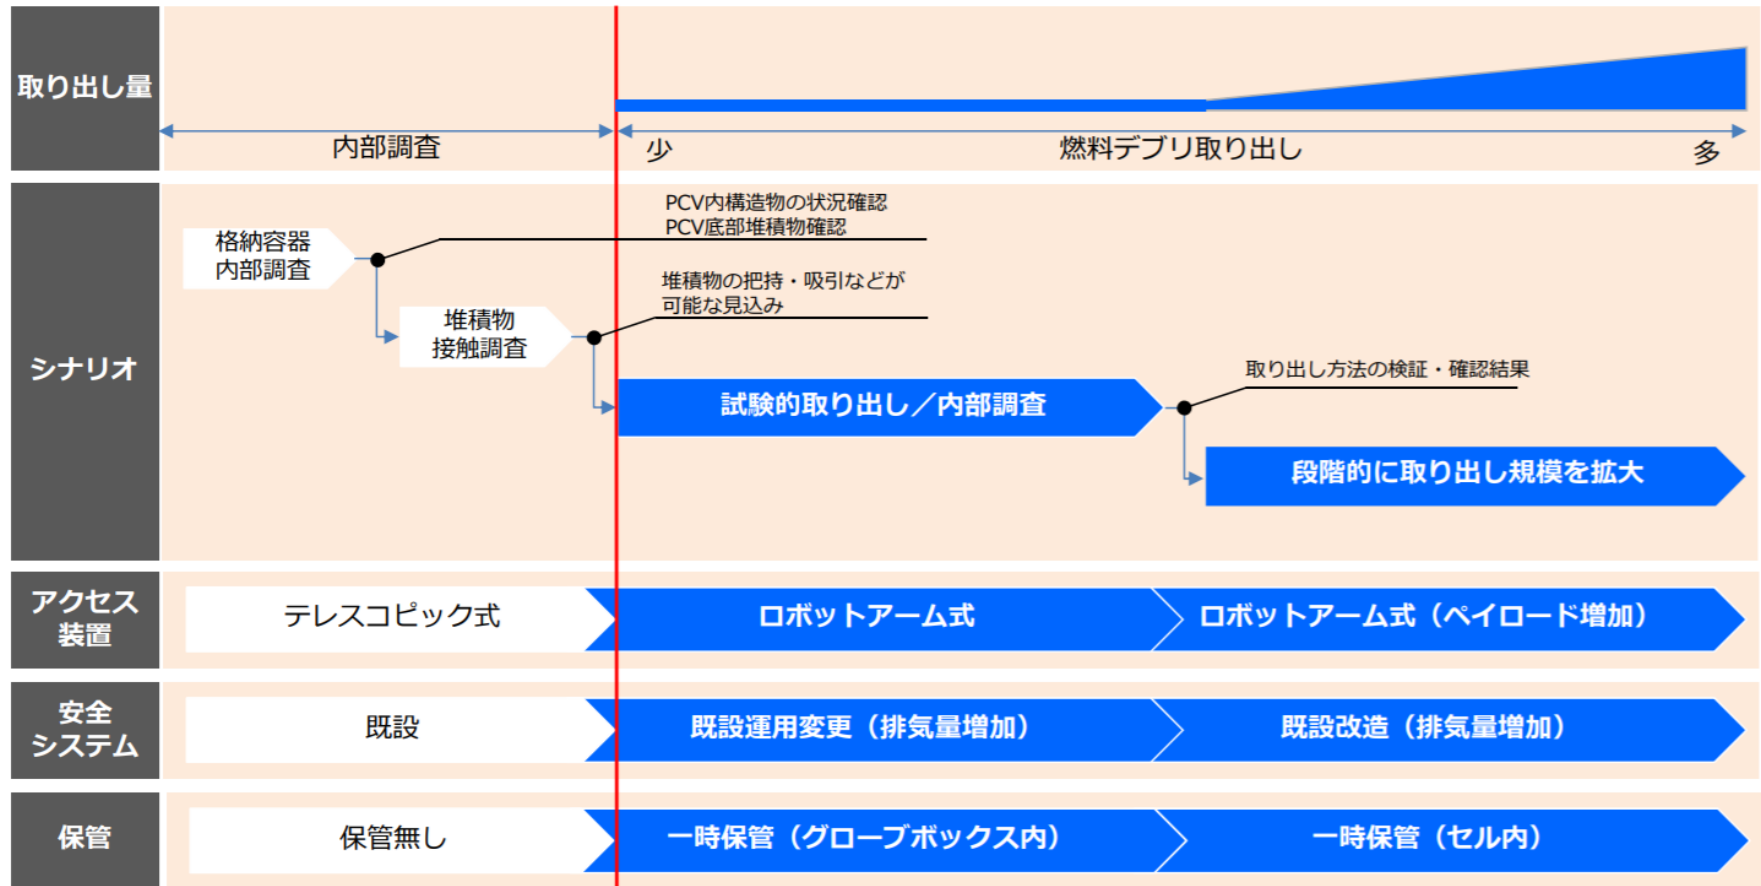 取り出し量
内部調査
少
燃料デブリ取り出し
多
シナリオ
格納容器
内部調査
PCV内構造物の状況確認
PCV底部堆積物確認
堆積物
接触調査
堆積物の把持・吸引などが
可能な見込み
試験的取り出し／内部調査
取り出し方法の検証・確認結果
段階的に取り出し規模を拡大
アクセス
装置
テレスコピック式
ロボットアーム式
ロボットアーム式（ペイロード増加）
安全
システム
既設
既設運用変更（排気量増加）
既設改造（排気量増加）
保管
保管無し
一時保管（グローブボックス内）
一時保管（セル内）